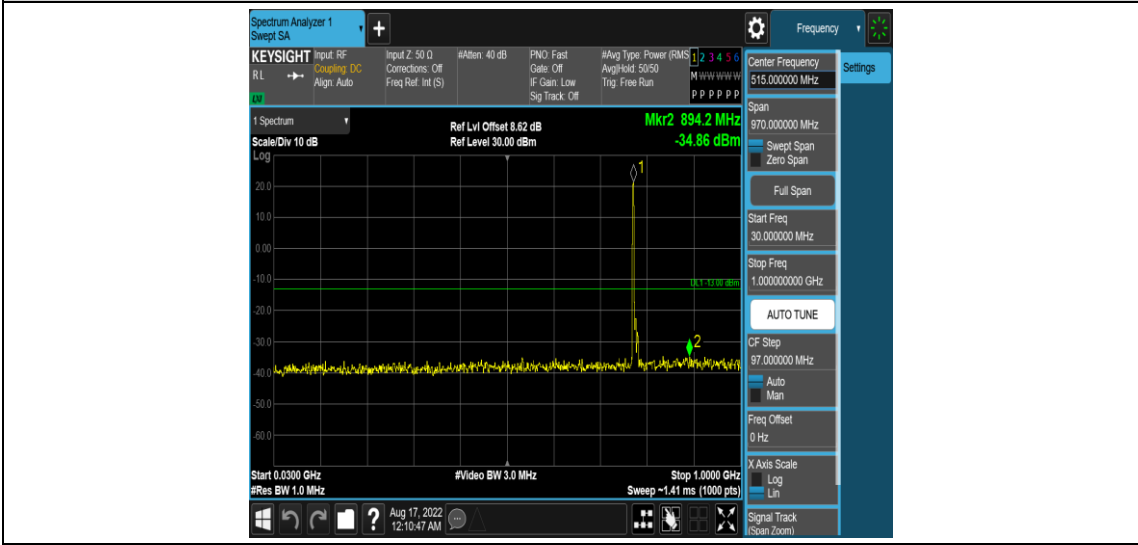 Spectrum Analyzer 1
Swept SA
+
Frequency
KEYSIGHT
RL
Input: RF
Coupling: DC
Align: Auto
Input Z: 50 Ω
Corrections: Off
Freq Ref: Int (S)
#Atten: 40 dB
PNO: Fast
Gate: Off
IF Gain: Low
Sig Track: Off
#Avg Type: Power (RMS
Avg|Hold: 50/50
Trig: Free Run
1 2 3 4 5 6
M W W W W W
P P P P P P
1 Spectrum
Scale/Div 10 dB
Log
Ref Lvl Offset 8.62 dB
Ref Level 30.00 dBm
Mkr2 894.2 MHz
-34.86 dBm
1
20.0
10.0
0.00
-10.0
DL1 -13.00 dBm
-20.0
-30.0
2
-40.0
-50.0
-60.0
Start 0.0300 GHz
#Res BW 1.0 MHz
#Video BW 3.0 MHz
Stop 1.0000 GHz
Sweep ~1.41 ms (1000 pts)
?
Aug 17, 2022
12:10:47 AM
Settings
Center Frequency
515.000000 MHz
Span
970.000000 MHz
Swept Span
Zero Span
Full Span
Start Freq
30.000000 MHz
Stop Freq
1.000000000 GHz
AUTO TUNE
CF Step
97.000000 MHz
Auto
Man
Freq Offset
0 Hz
X Axis Scale
Log
Lin
Signal Track
(Span Zoom)